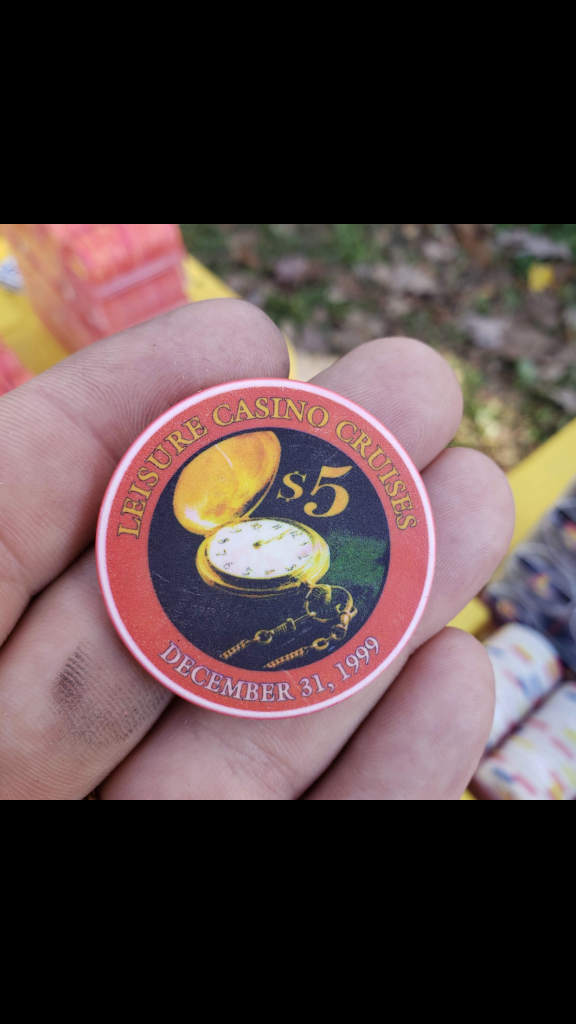 LEISURE CASINO CRUISES
$5
DECEMBER 31, 1999